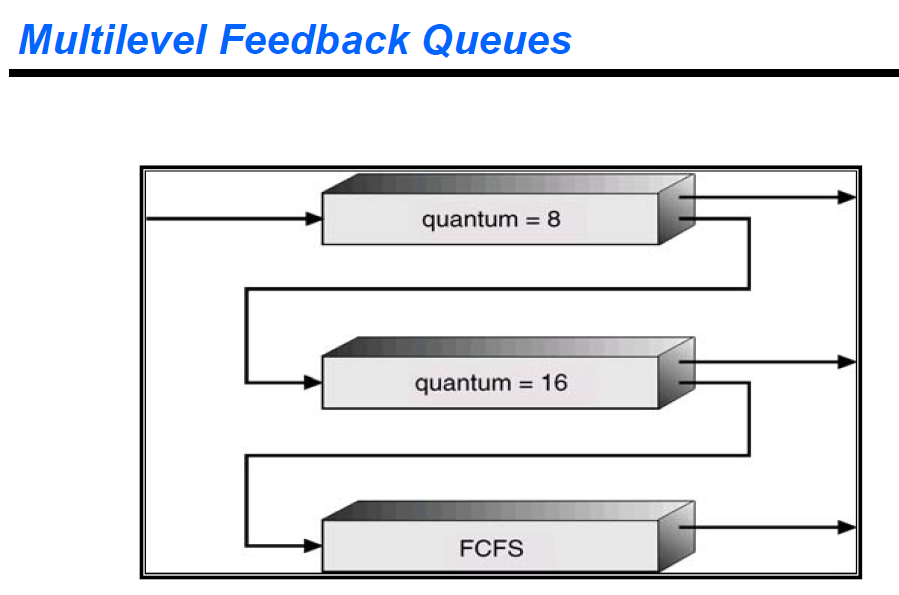 Multilevel Feedback Queues
quantum = 8
quantum = 16
FCFS